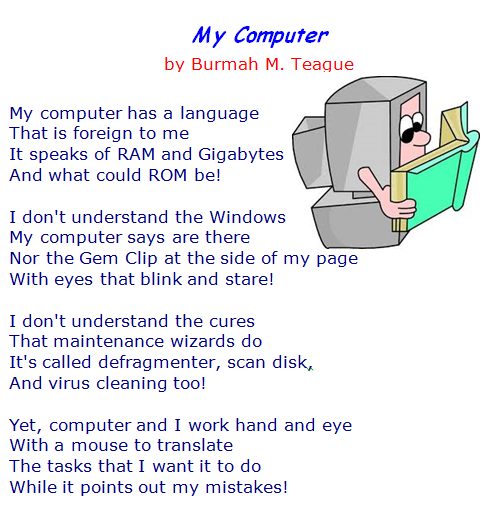 My Computer
by Burmah M. Teague
My computer has a language
That is foreign to me
It speaks of RAM and Gigabytes
And what could ROM be!
I don't understand the Windows
My computer says are there
Nor the Gem Clip at the side of my page
With eyes that blink and stare!
I don't understand the cures
That maintenance wizards do
It's called defragmenter, scan disk,
And virus cleaning too!
Yet, computer and I work hand and eye
With a mouse to translate
The tasks that I want it to do
While it points out my mistakes!